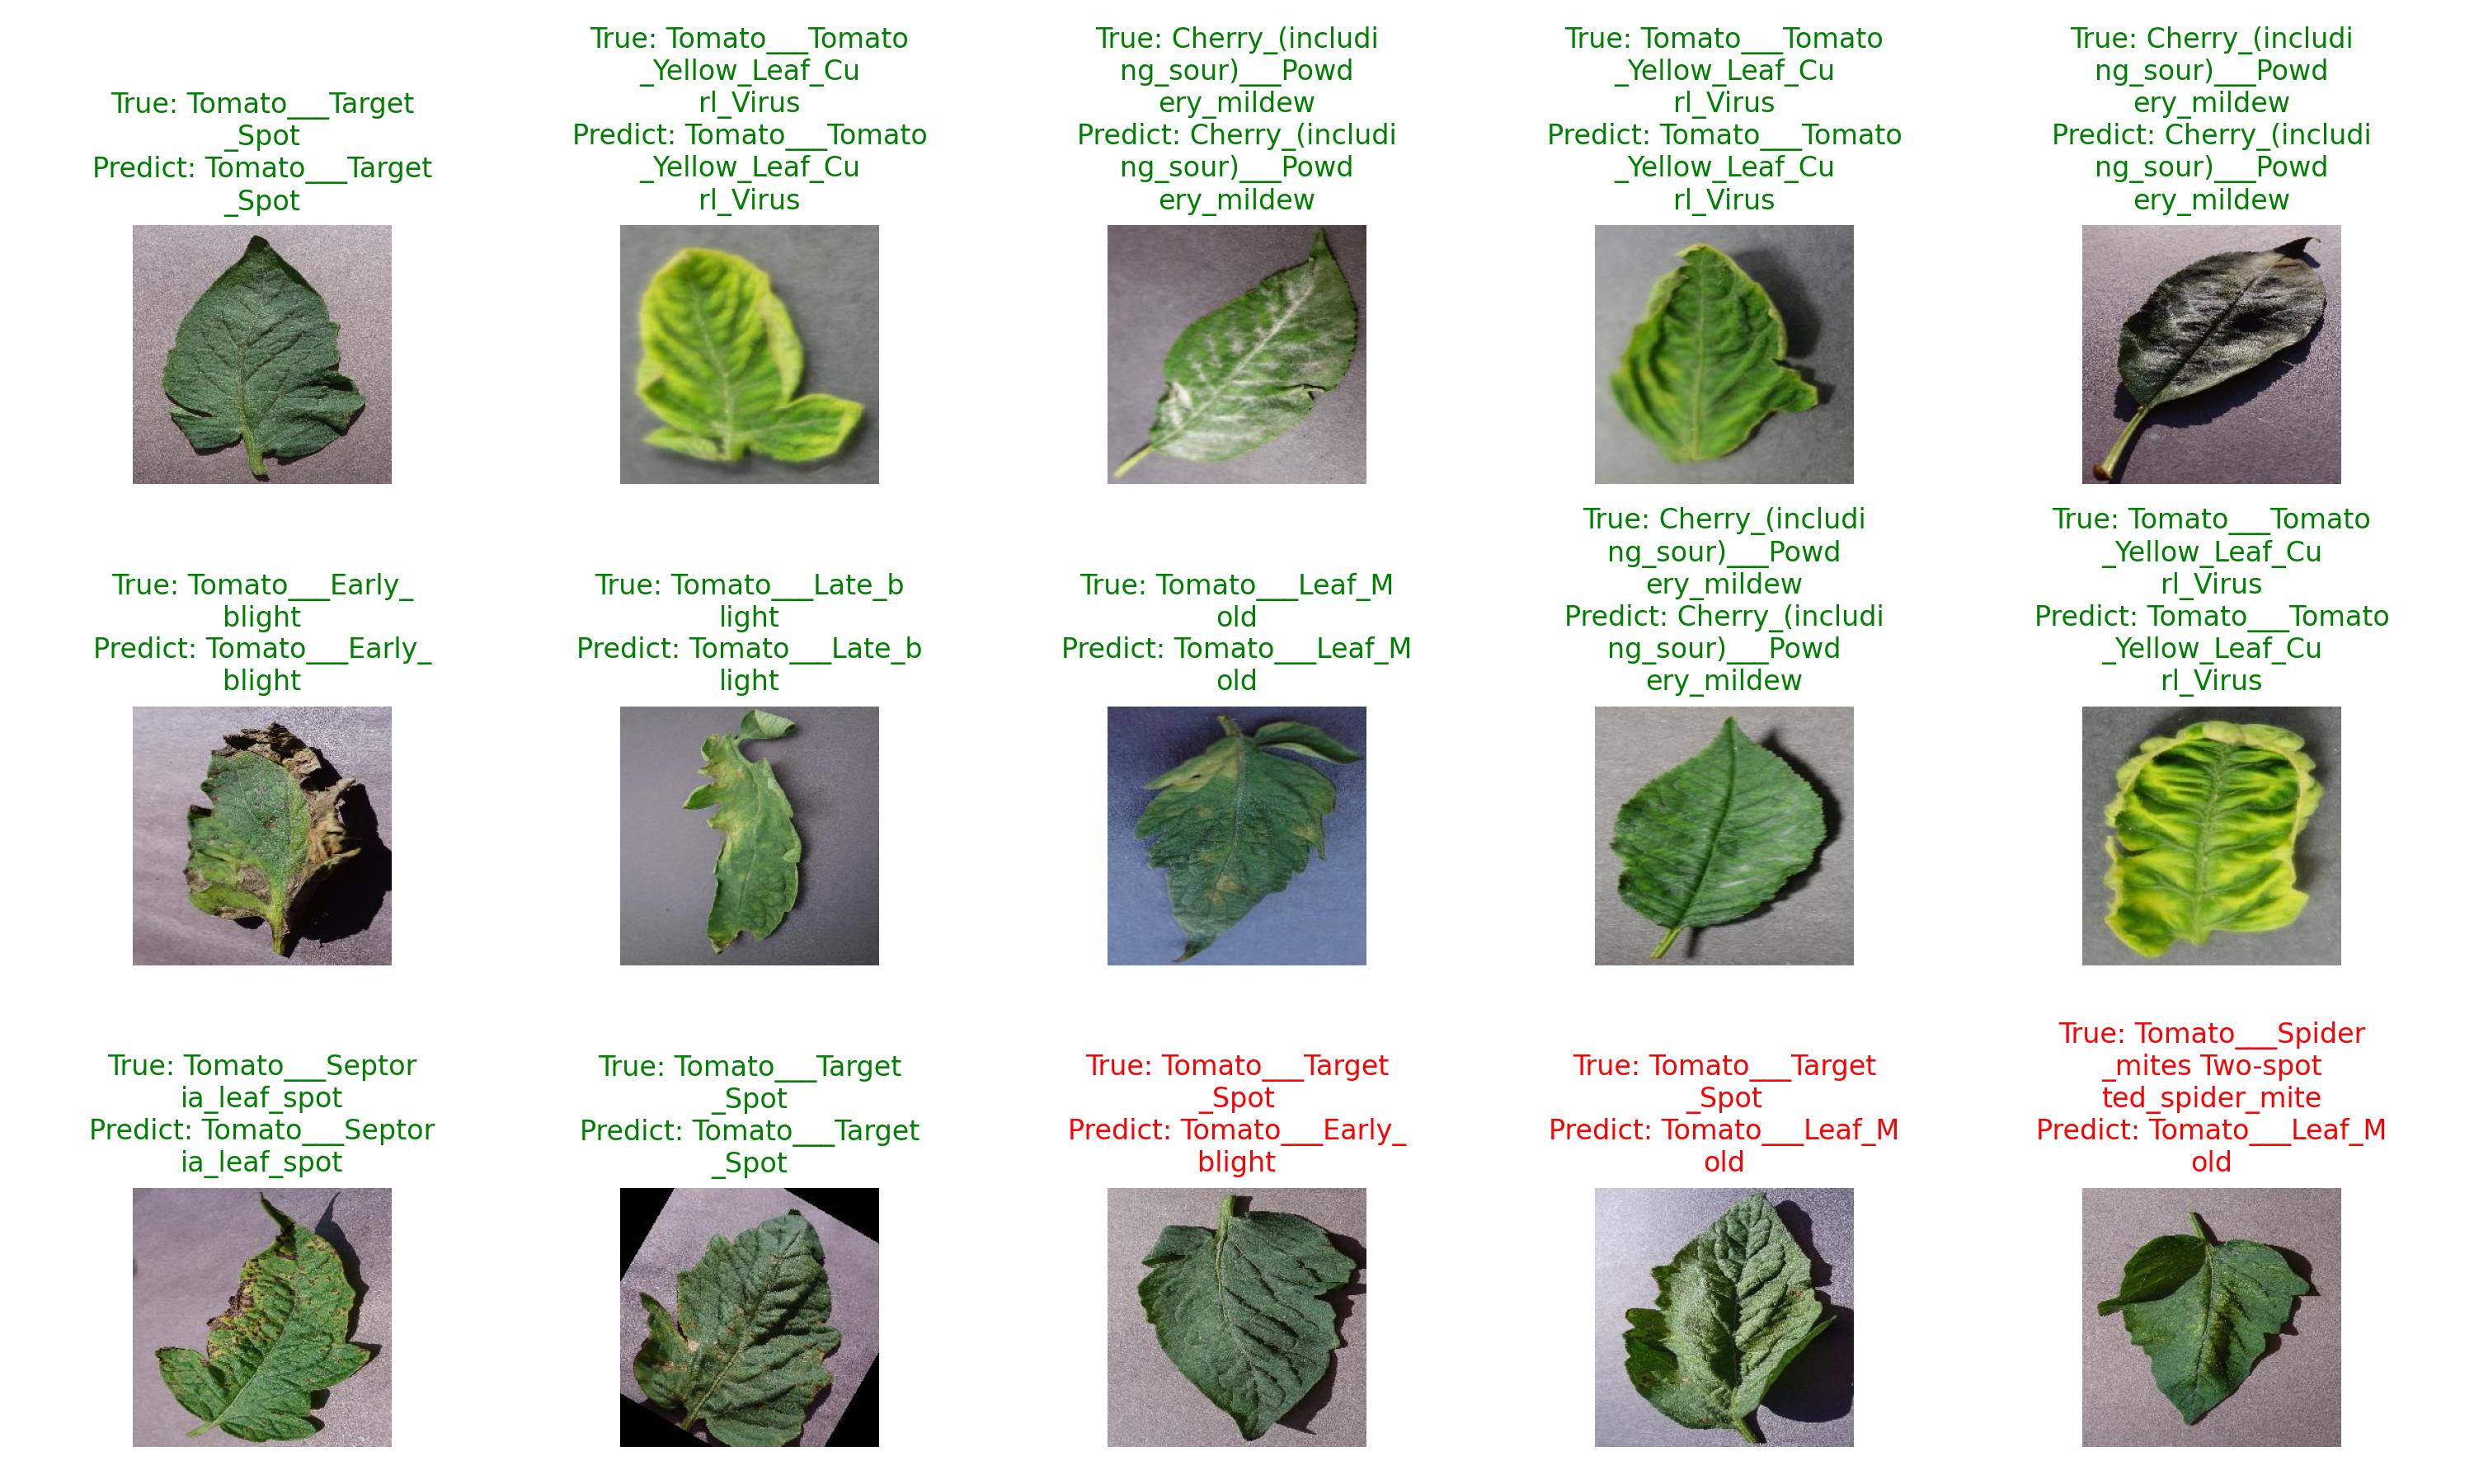 True: Tomato___Target
_Spot
Predict: Tomato___Target
_Spot
True: Tomato___Tomato
_Yellow_Leaf_Cu
rl_Virus
Predict: Tomato___Tomato
_Yellow_Leaf_Cu
rl_Virus
True: Cherry_(includi
ng_sour)___Powd
ery_mildew
Predict: Cherry_(includi
ng_sour)___Powd
ery_mildew
True: Tomato___Tomato
_Yellow_Leaf_Cu
rl_Virus
Predict: Tomato___Tomato
_Yellow_Leaf_Cu
rl_Virus
True: Cherry_(includi
ng_sour)___Powd
ery_mildew
Predict: Cherry_(includi
ng_sour)___Powd
ery_mildew
True: Tomato___Early_
blight
Predict: Tomato___Early_
blight
True: Tomato___Late_b
light
Predict: Tomato___Late_b
light
True: Tomato___Leaf_M
old
Predict: Tomato___Leaf_M
old
True: Cherry_(includi
ng_sour)___Powd
ery_mildew
Predict: Cherry_(includi
ng_sour)___Powd
ery_mildew
True: Tomato___Tomato
_Yellow_Leaf_Cu
rl_Virus
Predict: Tomato___Tomato
_Yellow_Leaf_Cu
rl_Virus
True: Tomato___Septor
ia_leaf_spot
Predict: Tomato___Septor
ia_leaf_spot
True: Tomato___Target
_Spot
Predict: Tomato___Target
_Spot
True: Tomato___Target
_Spot
Predict: Tomato___Early_
blight
True: Tomato___Target
_Spot
Predict: Tomato___Leaf_M
old
True: Tomato___Spider
_mites Two-spot
ted_spider_mite
Predict: Tomato___Leaf_M
old